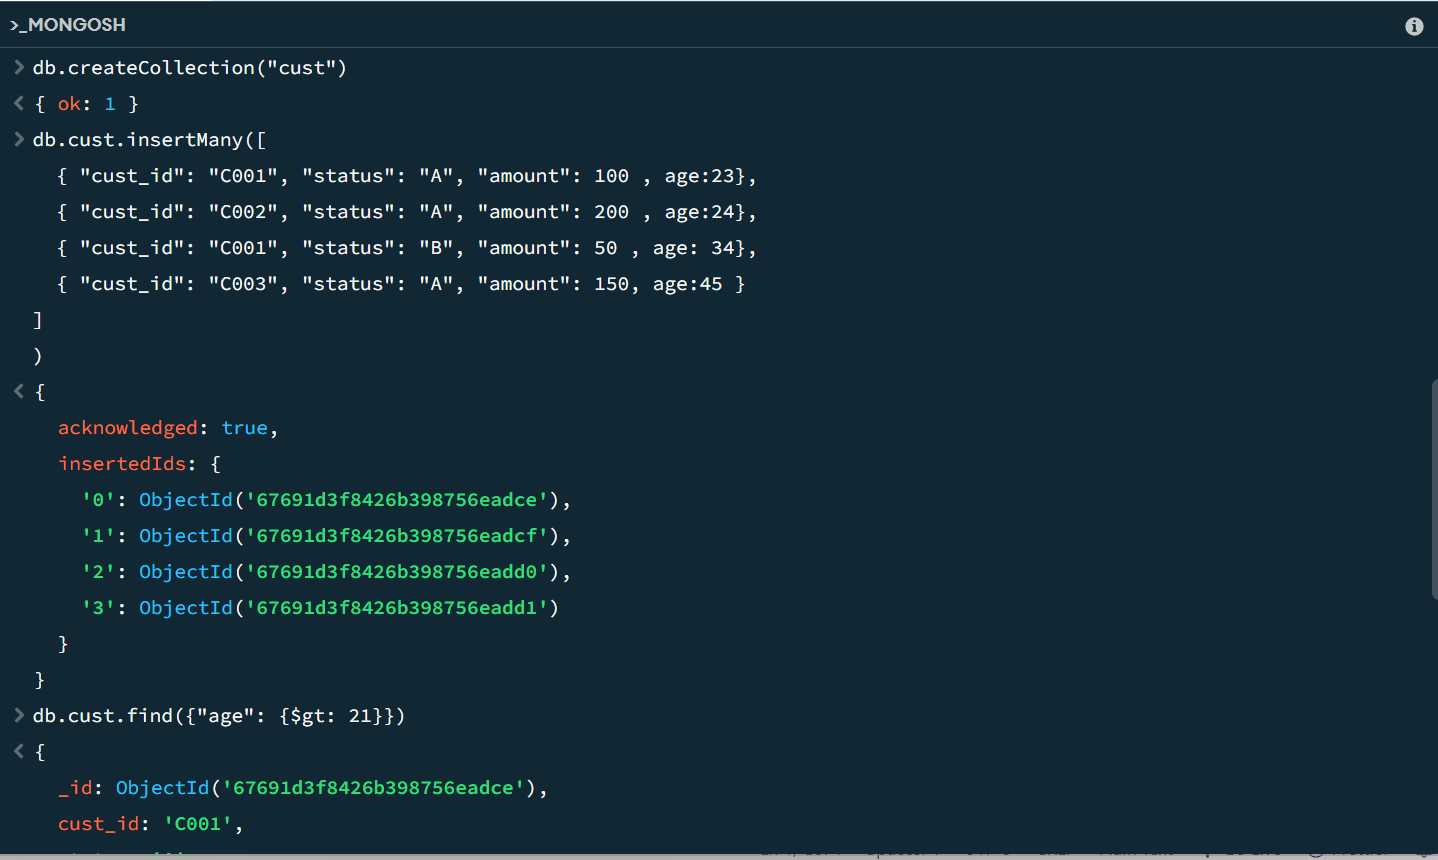 >_MONGOSH
> db.createCollection("cust")
< { ok: 1 }
> db.cust.insertMany([
{ "cust_id": "C001", "status": "A", "amount": 100 , age:23},
{ "cust_id": "C002", "status": "A", "amount": 200 , age:24},
{ "cust_id": "C001", "status": "B", "amount": 50 , age: 34},
{ "cust_id": "C003", "status": "A", "amount": 150, age:45 }
]
)
< {
acknowledged: true,
insertedIds: {
'0': ObjectId('67691d3f8426b398756eadce'),
'1': ObjectId('67691d3f8426b398756eadcf'),
'2': ObjectId('67691d3f8426b398756eadd0'),
'3': ObjectId('67691d3f8426b398756eadd1')
}
}
> db.cust.find({"age": {$gt: 21}})
< {
_id: ObjectId('67691d3f8426b398756eadce'),
cust_id: 'C001',